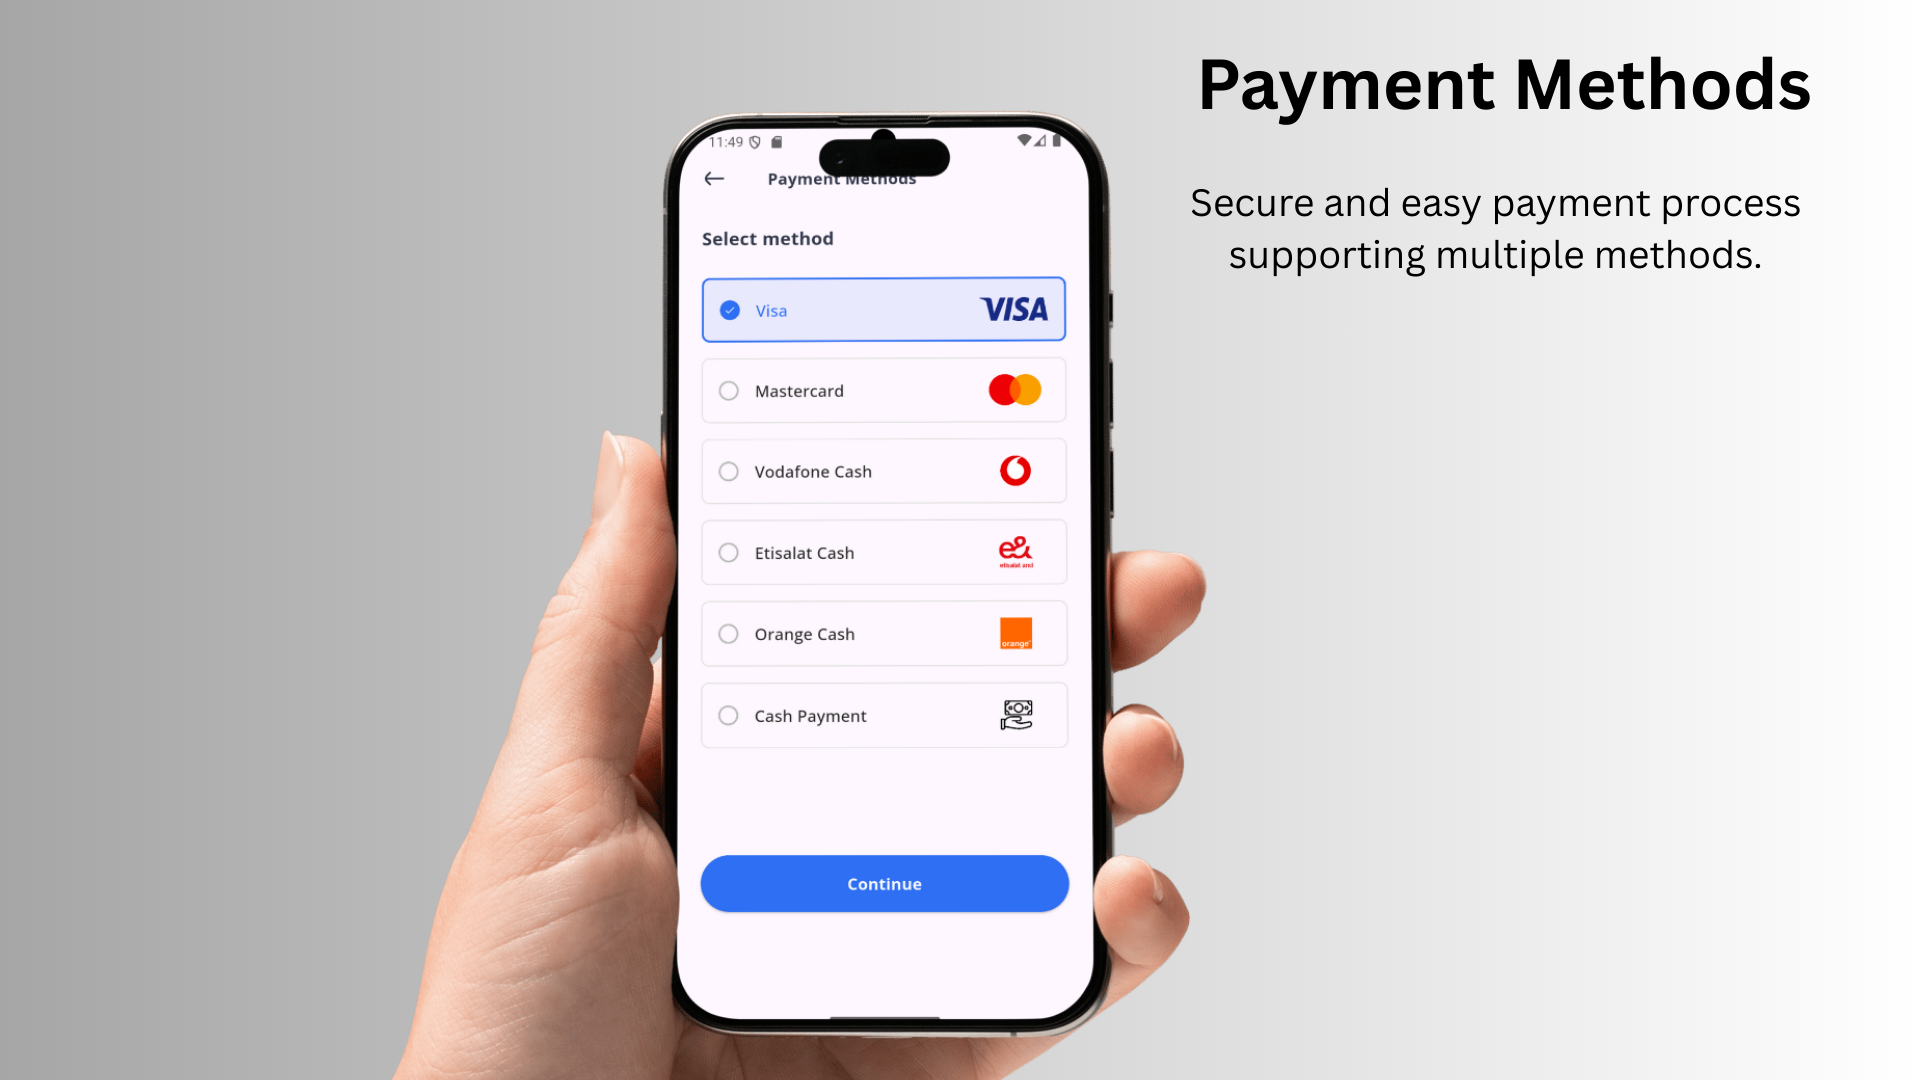 Payment Methods
Secure and easy payment process
supporting multiple methods.
11:49
Payment Methods
Select method
Visa VISA
Mastercard
Vodafone Cash
Etisalat Cash e&
etisalat and
Orange Cash orange
Cash Payment
Continue